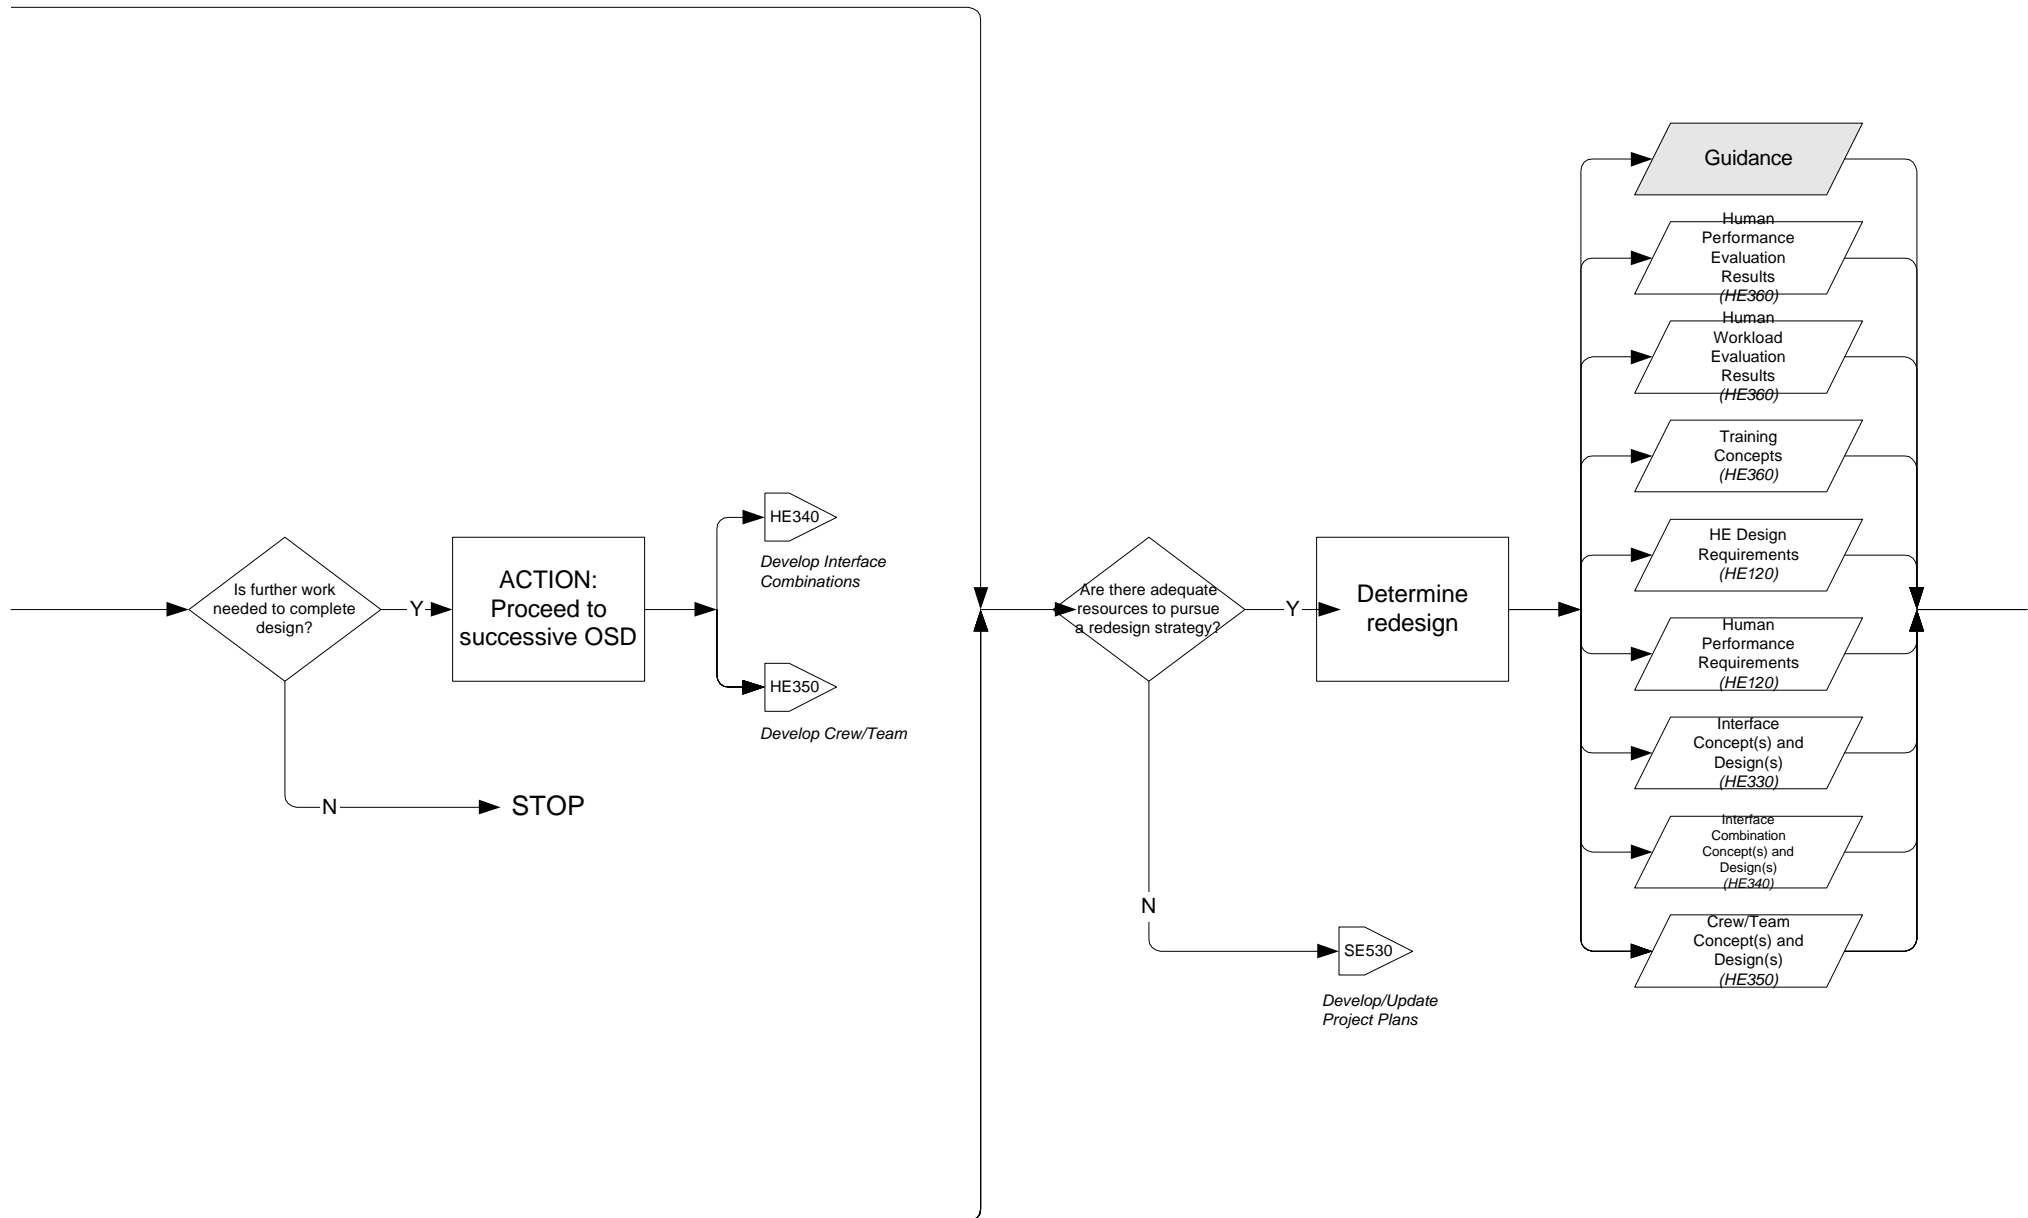 Is further work
needed to complete
design?
Y
N
STOP
ACTION:
Proceed to
successive OSD
HE340
Develop Interface
Combinations
HE350
Develop Crew/Team
Are there adequate
resources to pursue
a redesign strategy?
Y
N
SE530
Develop/Update
Project Plans
Determine
redesign
Guidance
Human
Performance
Evaluation
Results
(HE360)
Human
Workload
Evaluation
Results
(HE360)
Training
Concepts
(HE360)
HE Design
Requirements
(HE120)
Human
Performance
Requirements
(HE120)
Interface
Concept(s) and
Design(s)
(HE330)
Interface
Combination
Concept(s) and
Design(s)
(HE340)
Crew/Team
Concept(s) and
Design(s)
(HE350)